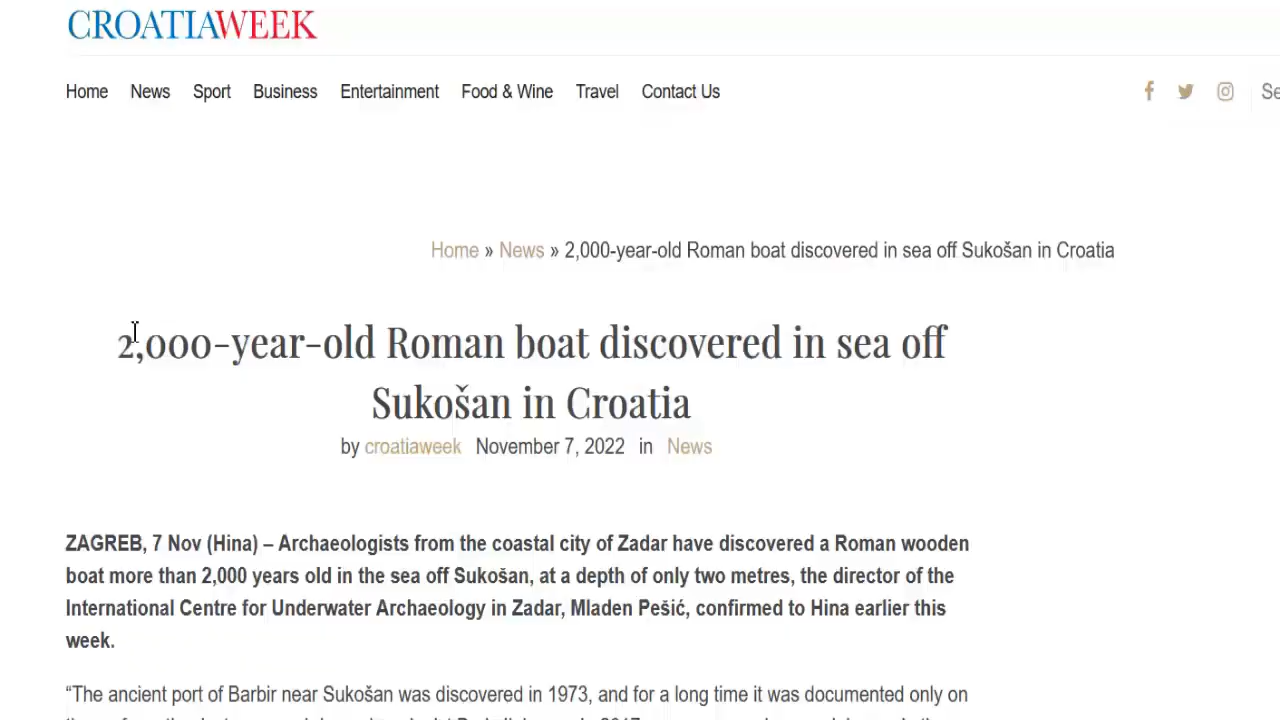 CROATIAWEEK
Home News Sport Business Entertainment Food & Wine Travel Contact Us Se
Home » News » 2,000-year-old Roman boat discovered in sea off Sukošan in Croatia
2,000-year-old Roman boat discovered in sea off
Sukošan in Croatia
by croatiaweek November 7, 2022 in News
ZAGREB, 7 Nov (Hina) – Archaeologists from the coastal city of Zadar have discovered a Roman wooden
boat more than 2,000 years old in the sea off Sukošan, at a depth of only two metres, the director of the
International Centre for Underwater Archaeology in Zadar, Mladen Pešić, confirmed to Hina earlier this
week.
“The ancient port of Barbir near Sukošan was discovered in 1973, and for a long time it was documented only on